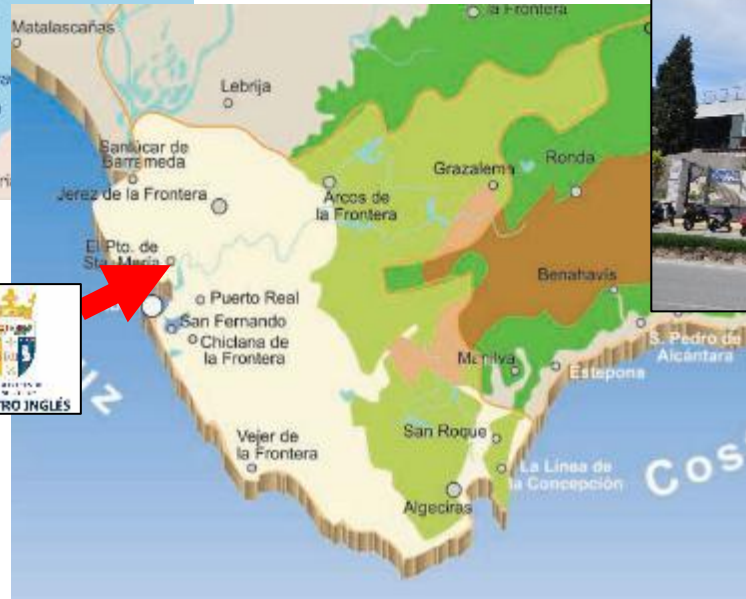 la Frontera
Matalascañas
Lebrija
Sanlúcar de
Barrameda
Jerez de la Frontera
Grazalema
Ronda
Arcos de
la Frontera
El Pto. de
Sta. María
Benahavís
Puerto Real
San Fernando
Chiclana de
la Frontera
S. Pedro de
Alcántara
Manilva
Estepona
INGLÉS
Vejer de
la Frontera
San Roque
La Línea de
la Concepción
Algeciras
iz
Cos